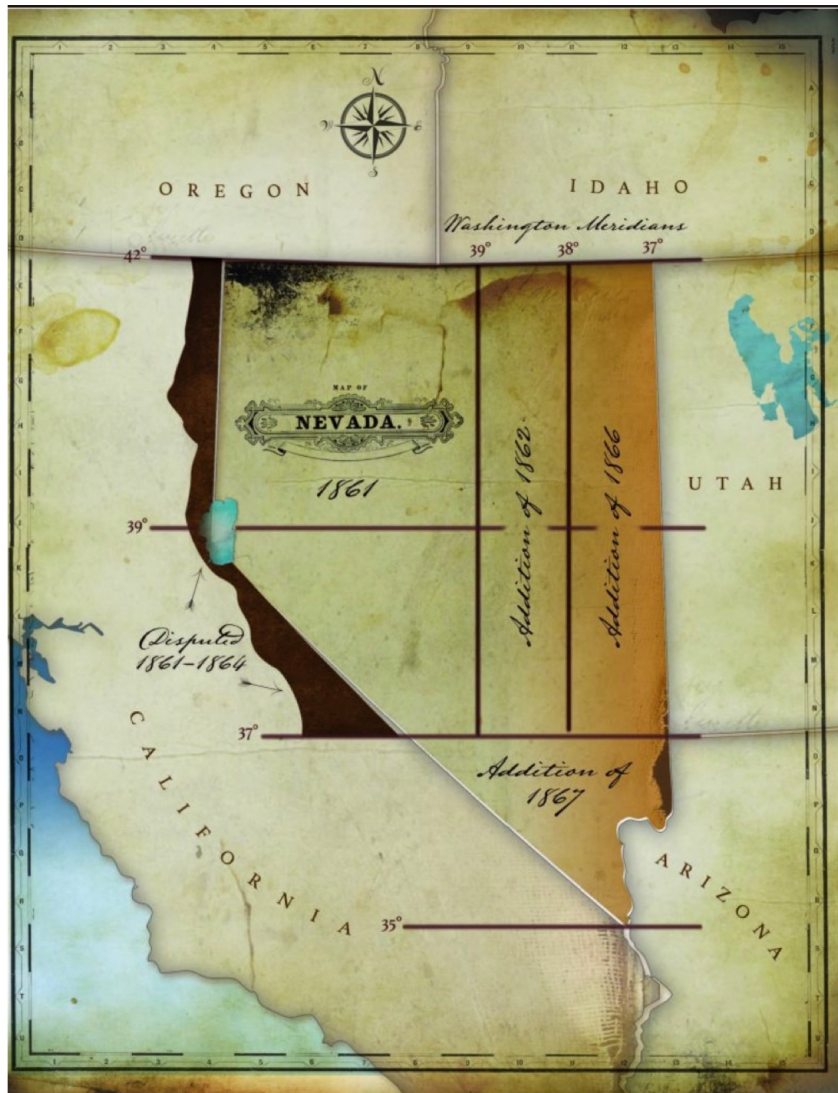 N
W E
S
OREGON
IDAHO
Washington Meridians
42° 39° 38° 37°
MAP OF
NEVADA.
1861
Addition of 1862
Addition of 1866
UTAH
39°
Disputed
1861-1864
37°
CALIFORNIA
Addition of
1867
ARIZONA
35°